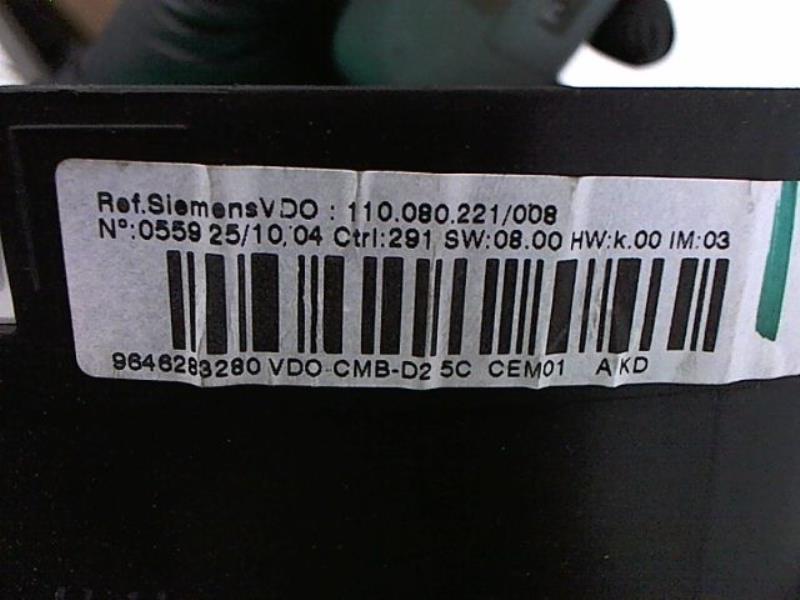 Ref.SiemensVDO : 110.080.221/008
N°:0559 25/10/04 Ctrl:291 SW:08.00 HW:k.00 IM:03
9646283280 VDO CMB-D2 5C CEM01 AKD